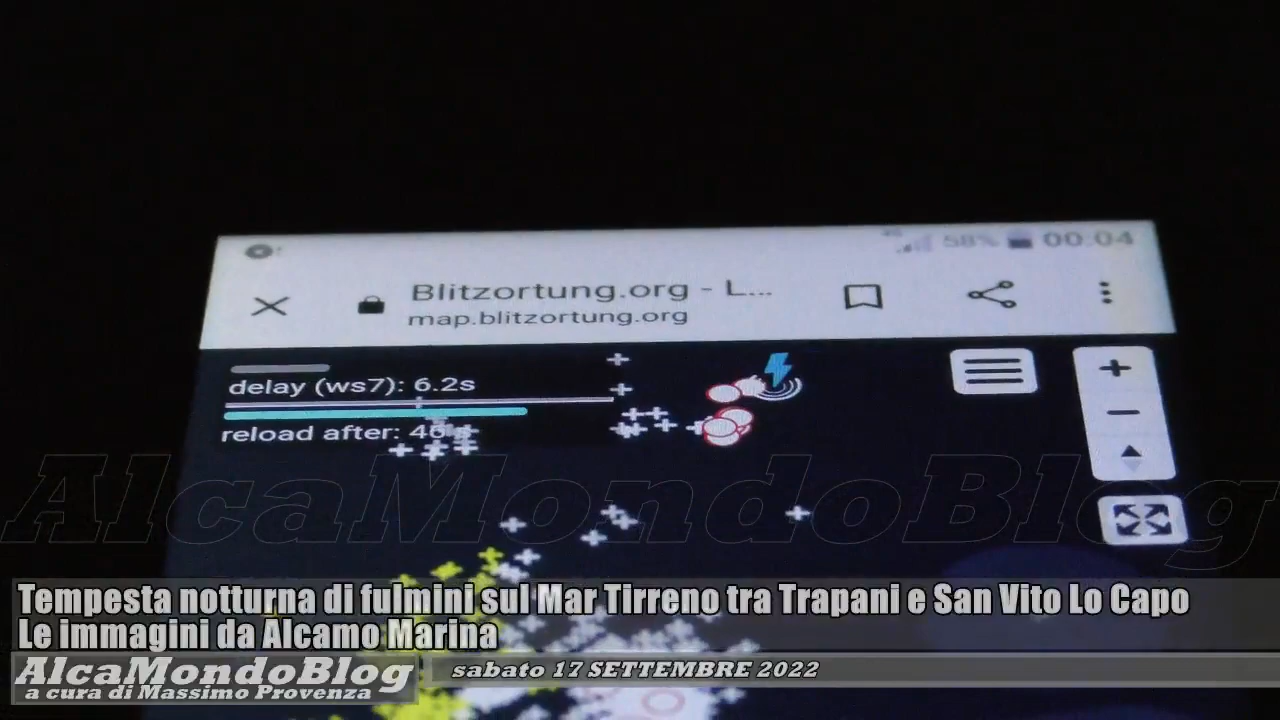 58% 00:04
Blitzortung.org - L...
map.blitzortung.org
delay (ws7): 6.2s
reload after: 46 s
AlcaMondoBlog
Tempesta notturna di fulmini sul Mar Tirreno tra Trapani e San Vito Lo Capo
Le immagini da Alcamo Marina
AlcaMondoBlog
sabato 17 SETTEMBRE 2022
a cura di Massimo Provenza